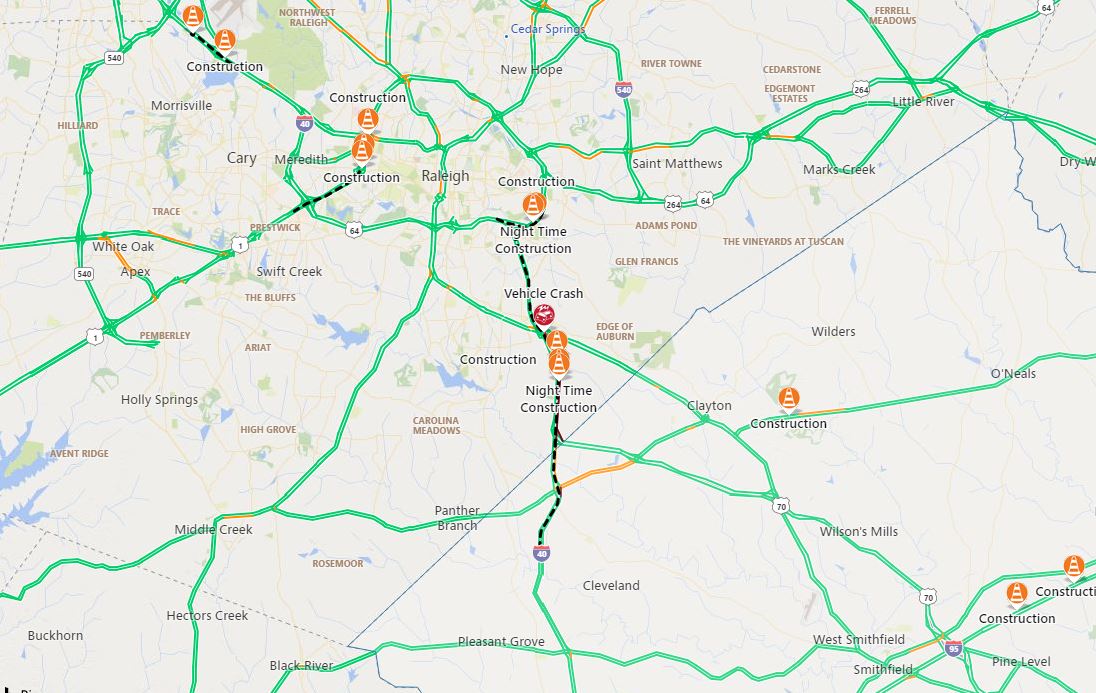 NORTHWEST
RALEIGH
FERRELL
MEADOWS
64
Cedar Springs
540
Construction
New Hope
RIVER TOWNE
CEDARSTONE
540
264
EDGEMONT
ESTATES
Little River
Morrisville
Construction
HILLIARD
40
Cary
Meredith
Saint Matthews
Marks Creek
Dry W
Construction
Raleigh
Construction
264
64
TRACE
PRESTWICK
64
ADAMS POND
Night Time
Construction
THE VINEYARDS AT TUSCAN
White Oak
1
540
Apex
Swift Creek
GLEN FRANCIS
THE BLUFFS
Vehicle Crash
1
PEMBERLEY
ARIAT
EDGE OF
AUBURN
Wilders
Construction
O'Neals
Holly Springs
Night Time
Construction
Clayton
Construction
HIGH GROVE
CAROLINA
MEADOWS
AVENT RIDGE
70
Middle Creek
Panther
Branch
Wilson's Mills
40
ROSEMOOR
Cleveland
Constructi
70
Hectors Creek
Construction
Buckhorn
Pleasant Grove
West Smithfield
95
Black River
Smithfield
Pine Level